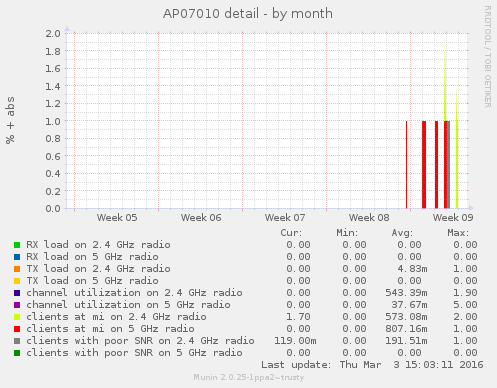 AP07010 detail - by month
RRDTOOL / TOBI OETIKER
% + abs
2.0
1.8
1.6
1.4
1.2
1.0
0.8
0.6
0.4
0.2
0.0
Week 05 Week 06 Week 07 Week 08 Week 09
Cur: Min: Avg: Max:
RX load on 2.4 GHz radio 0.00 0.00 0.00 0.00
RX load on 5 GHz radio 0.00 0.00 0.00 0.00
TX load on 2.4 GHz radio 0.00 0.00 4.83m 1.00
TX load on 5 GHz radio 0.00 0.00 0.00 0.00
channel utilization on 2.4 GHz radio 0.00 0.00 543.39m 1.90
channel utilization on 5 GHz radio 0.00 0.00 37.67m 5.00
clients at mi on 2.4 GHz radio 1.70 0.00 573.08m 2.00
clients at mi on 5 GHz radio 0.00 0.00 807.16m 1.00
clients with poor SNR on 2.4 GHz radio 119.00m 0.00 191.51m 1.00
clients with poor SNR on 5 GHz radio 0.00 0.00 0.00 0.00
Last update: Thu Mar 3 15:03:11 2016
Munin 2.0.25-1ppa2~trusty